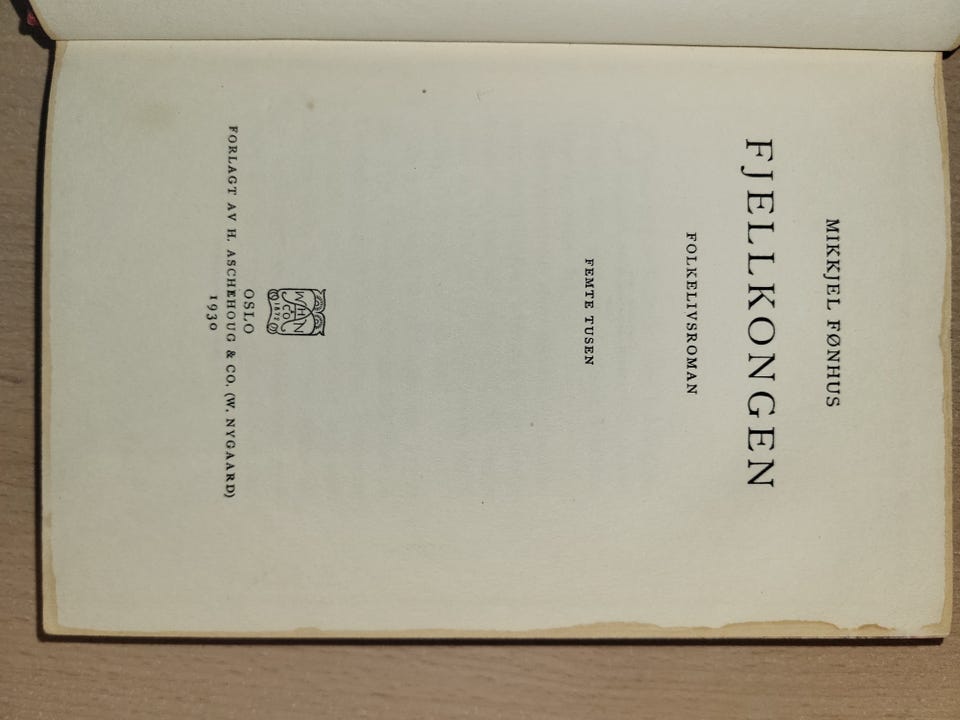 MIKKJEL FØNHUS
FJELLKONGEN
FOLKELIVSROMAN
FEMTE TUSEN
OSLO
FORLAGT AV H. ASCHEHOUG & CO. (W. NYGAARD)
1930